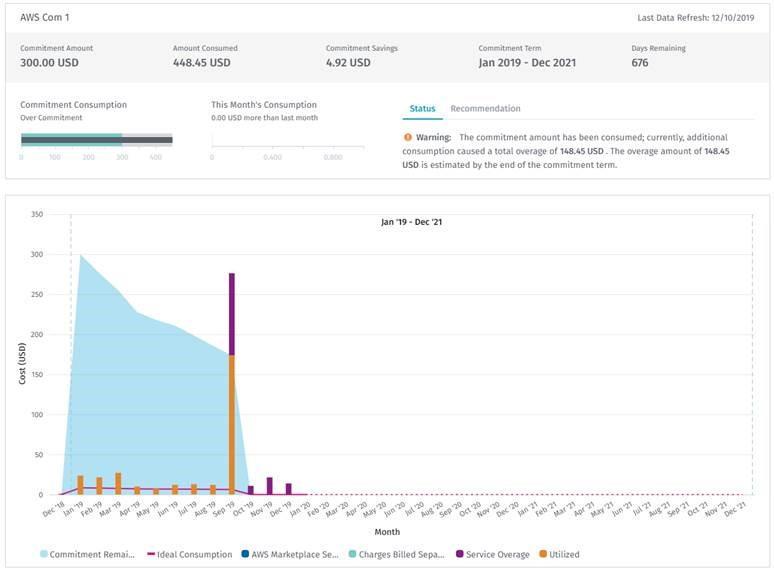 AWS Com 1
Last Data Refresh: 12/10/2019
Commitment Amount
Amount Consumed
Commitment Savings
Commitment Term
Days Remaining
300.00 USD
448.45 USD
4.92 USD
Jan 2019 - Dec 2021
676
Commitment Consumption
This Month's Consumption
Status
Recommendation
Over Commitment
0.00 USD more than last month
Warning: The commitment amount has been consumed; currently, additional
consumption caused a total overage of 148.45 USD . The overage amount of 148.45
USD is estimated by the end of the commitment term.
0 100 200 300 400
0 0.400 0.800
Jan '19 - Dec '21
350
300
250
200
150
100
50
0
Cost (USD)
Dec '18 Jan '19 Feb '19 Mar '19 Apr '19 May '19 Jun '19 Jul '19 Aug '19 Sep '19 Oct '19 Nov '19 Dec '19 Jan '20 Feb '20 Mar '20 Apr '20 May '20 Jun '20 Jul '20 Aug '20 Sep '20 Oct '20 Nov '20 Dec '20 Jan '21 Feb '21 Mar '21 Apr '21 May '21 Jun '21 Jul '21 Aug '21 Sep '21 Oct '21 Nov '21 Dec '21
Month
Commitment Remai... Ideal Consumption AWS Marketplace Se... Charges Billed Sepa... Service Overage Utilized